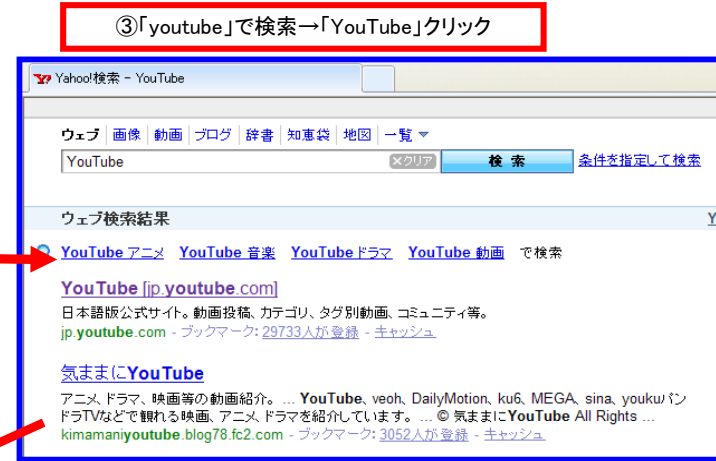 ③「youtube」で検索→「YouTube」クリック
Yahoo!検索 - YouTube
ウェブ 画像 動画 ブログ 辞書 知恵袋 地図 一覧 ▼
YouTube ×クリア 検 索 条件を指定して検索
ウェブ検索結果 Y
YouTube アニメ YouTube 音楽 YouTube ドラマ YouTube 動画 で検索
YouTube [jp.youtube.com]
日本語版公式サイト。動画投稿、カテゴリ、タグ別動画、コミュニティ等。
jp.youtube.com - ブックマーク: 29733人が登録 - キャッシュ
気ままにYouTube
アニメ、ドラマ、映画等の動画紹介。 ... YouTube、veoh、DailyMotion、ku6、MEGA、sina、youkuパン
ドラTVなどで観れる映画、アニメ、ドラマを紹介しています。 ... © 気ままにYouTube All Rights ...
kimamaniyoutube.blog78.fc2.com - ブックマーク: 3052人が登録 - キャッシュ